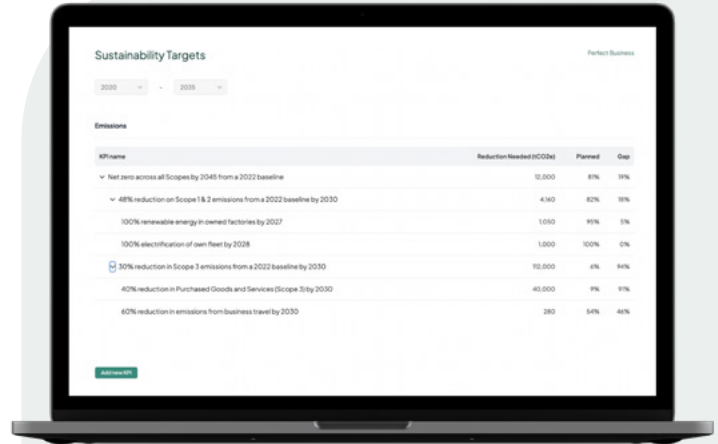 Sustainability Targets
Perfect Business
2020 - 2035
Emissions
KPI name Reduction Needed (tCO2e) Planned Gap
Net zero across all Scopes by 2045 from a 2022 baseline 12,000 81% 19%
48% reduction on Scope 1 & 2 emissions from a 2022 baseline by 2030 4,160 82% 18%
100% renewable energy in owned factories by 2027 1,050 95% 5%
100% electrification of own fleet by 2028 1,000 100% 0%
30% reduction in Scope 3 emissions from a 2022 baseline by 2030 112,000 6% 94%
40% reduction in Purchased Goods and Services (Scope 3) by 2030 40,000 9% 91%
60% reduction in emissions from business travel by 2030 280 54% 46%
Add new KPI